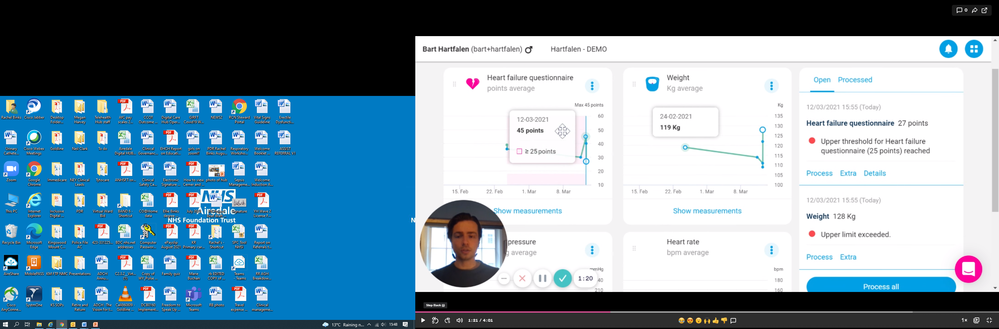 0
Bart Hartfalen (bart+hartfalen)
Hartfalen - DEMO
Heart failure questionnaire
points average
Max 45 points
12-03-2021
45 points
≥ 25 points
60
50
40
30
20
10
15. Feb
22. Feb
1. Mar
8. Mar
Show measurements
Weight
Kg average
Kg
24-02-2021
119 Kg
135
130
125
120
115
110
105
100
15. Feb
22. Feb
1. Mar
8. Mar
Show measurements
Open
Processed
12/03/2021 15:55 (Today)
Heart failure questionnaire 27 points
Upper threshold for Heart failure
questionnaire (25 points) reached
Process Extra Details
12/03/2021 15:55 (Today)
Weight 128 Kg
Upper limit exceeded.
Process Extra
Process all
pressure
g average
mmHg
40
210
Heart rate
bpm average
bpm
180
160
1:20
Step Back (j)
5
5
1:21 / 4:01
1×
Rachel Binks
Cisco Jabber
Desktop
Folder...
Megan
Harvey
Telehealth
Hub staff
AfC pay
scales 2...
CCOT
Outcome ...
Digital Care
Hub Oper...
GIRFT
Covid19 W...
NEWS2
RCN Steward
Portal
Vital Signs
Guideline
Erectile
Dysfuncti...
Urinary
Cathete...
Cisco Webex
Meetings
Goldline
Neil Clark
To do
Airedale
Digital HUB...
Clinical
Governanc...
EHCH Report
on Educati...
girls on
zoom!!
PDR Rachel
Binks Augu...
Respiratory
Worksho...
Welcome
Booklet ...
ASSIST
REFERRAL V1
Zoom
Google
Chrome
Immedicare
NEY Clinical
Leads
Tytocare
ANHSFT-or...
Clinical
Safety Ca...
Electronic
Signature ...
How to view
Cerner and ...
photo of hub
Sepsis
Manageme...
Welcome
Induction A...
This PC
Internet
Explorer
Inclusive
Digital ...
PDR
Virtual Ward
Bid
BAND 6 -
Shortcut
CO@Home
data
Ellie Binks
degree ...
July 2021
Brief draft...
Signature
YH Wave 2
License F...
NHS
Airedale
NHS Foundation Trust
N
Recycle Bin
Microsoft
Edge
Kingswood
Mount C...
Police File
AC
423-331225...
BDC nhs.net
addresses
Computer
Passwor...
ePayslip
August 2021
KR
Primary-car...
Rachel's -
Shortcut
SPC Tool
NHSI
Report on
Referrals t...
AireShare
MobilePASS
KM FTP NMC
Presentations
ADCH
Annu...
C2.3.2__Virt...
(1)
Copy of
WY_Pulse ...
Family quiz
Marie
Buchan
rb EDITED
COPY of ...
Teams
- Teams
RR AGH
Breakdow...
Cisco
AnyConne...
SystmOne
KS SOPs
Retire and
Return
ADCH -The
Vision for t...
Call860809 -
Goldline ...
DCB0160
Implement...
Freedom to
Speak Up ...
Microsoft
Teams
RB photo
Travel
expense ...
Clinical
manageme...
13°C Raining n...
15:48